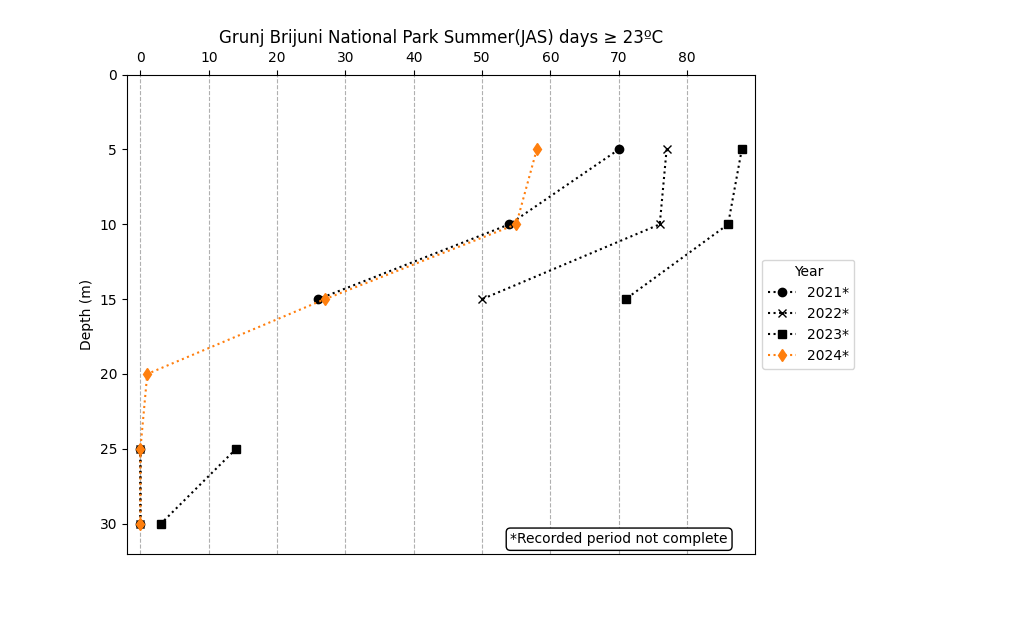 Grunj Brijuni National Park Summer(JAS) days ≥ 23ºC
0 10 20 30 40 50 60 70 80
0
5
10
15
20
25
30
Depth (m)
Year
2021*
2022*
2023*
2024*
*Recorded period not complete